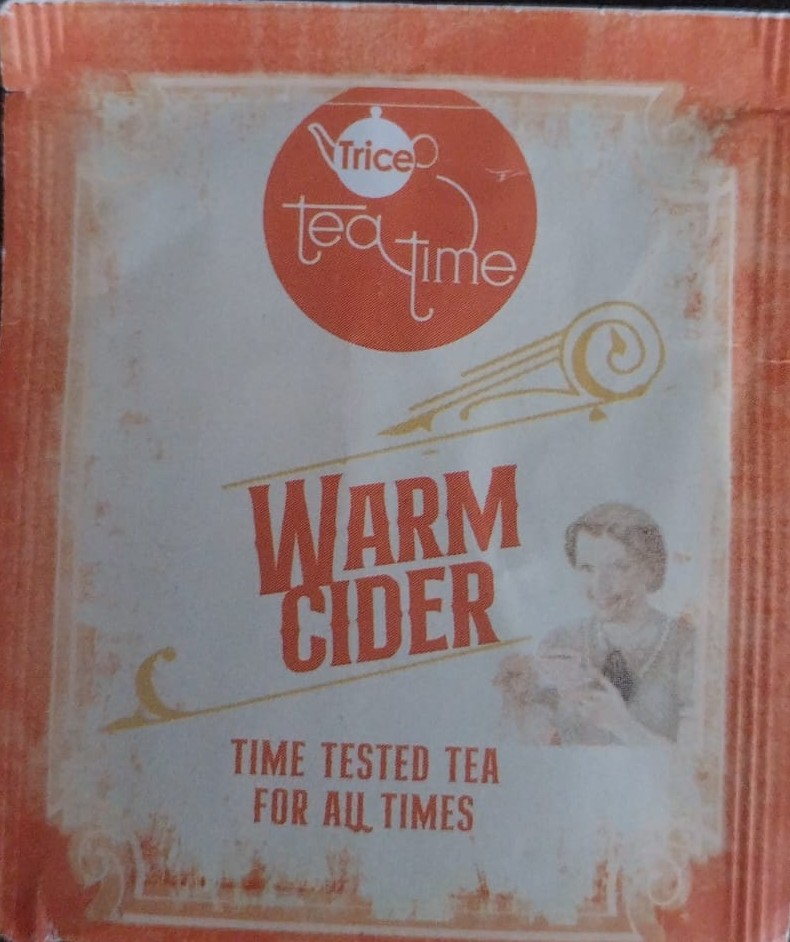 Trice
tea
time
WARM
CIDER
TIME TESTED TEA
FOR ALL TIMES